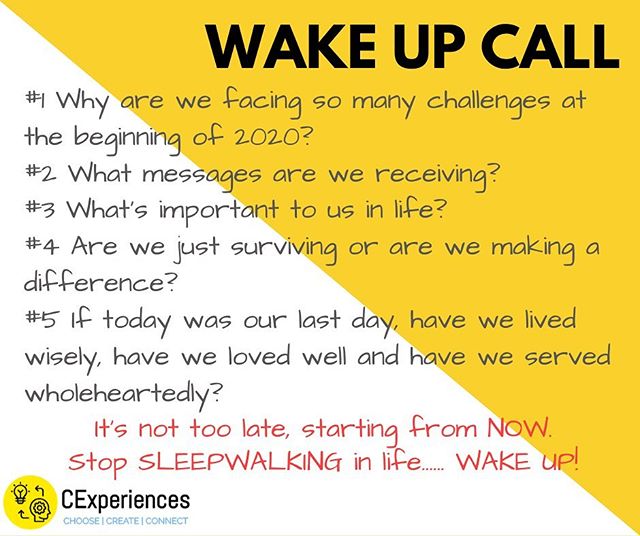 WAKE UP CALL
#1 Why are we facing so many challenges at
the beginning of 2020?
#2 What messages are we receiving?
#3 What's important to us in life?
#4 Are we just surviving or are we making a
difference?
#5 If today was our last day, have we lived
wisely, have we loved well and have we served
wholeheartedly?
It's not too late, starting from NOW.
Stop SLEEPWALKING in life...... WAKE UP!
CExperiences
CHOOSE | CREATE | CONNECT